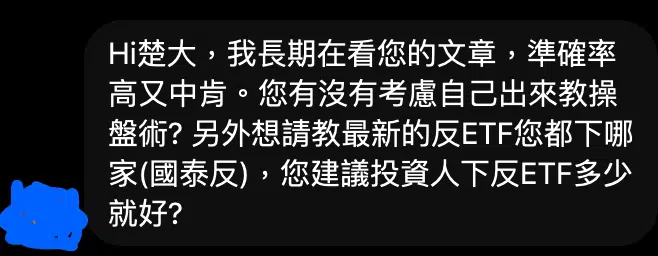 Hi楚大，我長期在看您的文章，準確率
高又中肯。您有沒有考慮自己出來教操
盤術? 另外想請教最新的反ETF您都下哪
家(國泰反)，您建議投資人下反ETF多少
就好?